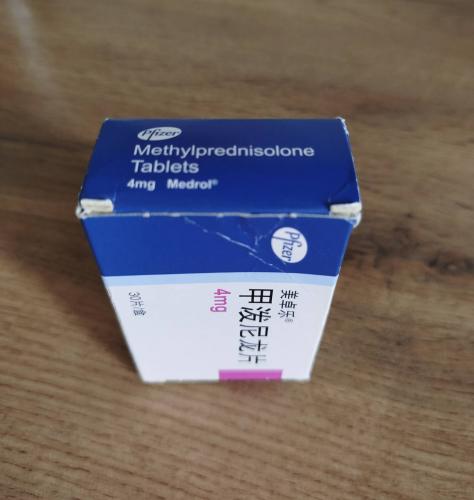 Pfizer
Methylprednisolone
Tablets
4mg Medrol®
Pfizer
美卓乐®
甲泼尼龙片
4mg
30片/盒